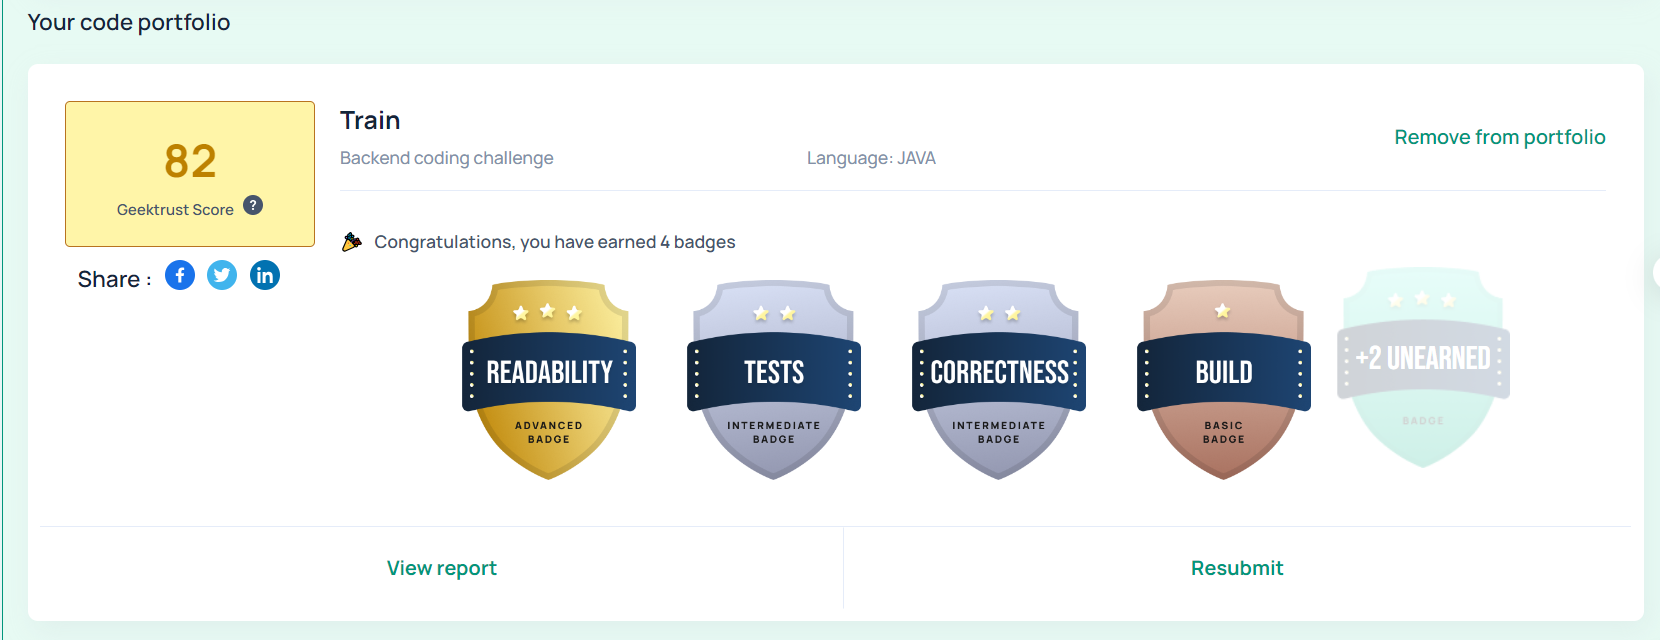 Your code portfolio
82
Geektrust Score ?
Share :
Train
Backend coding challenge
Language: JAVA
Remove from portfolio
Congratulations, you have earned 4 badges
READABILITY
ADVANCED
BADGE
TESTS
INTERMEDIATE
BADGE
CORRECTNESS
INTERMEDIATE
BADGE
BUILD
BASIC
BADGE
+2 UNEARNED
BADGE
View report
Resubmit